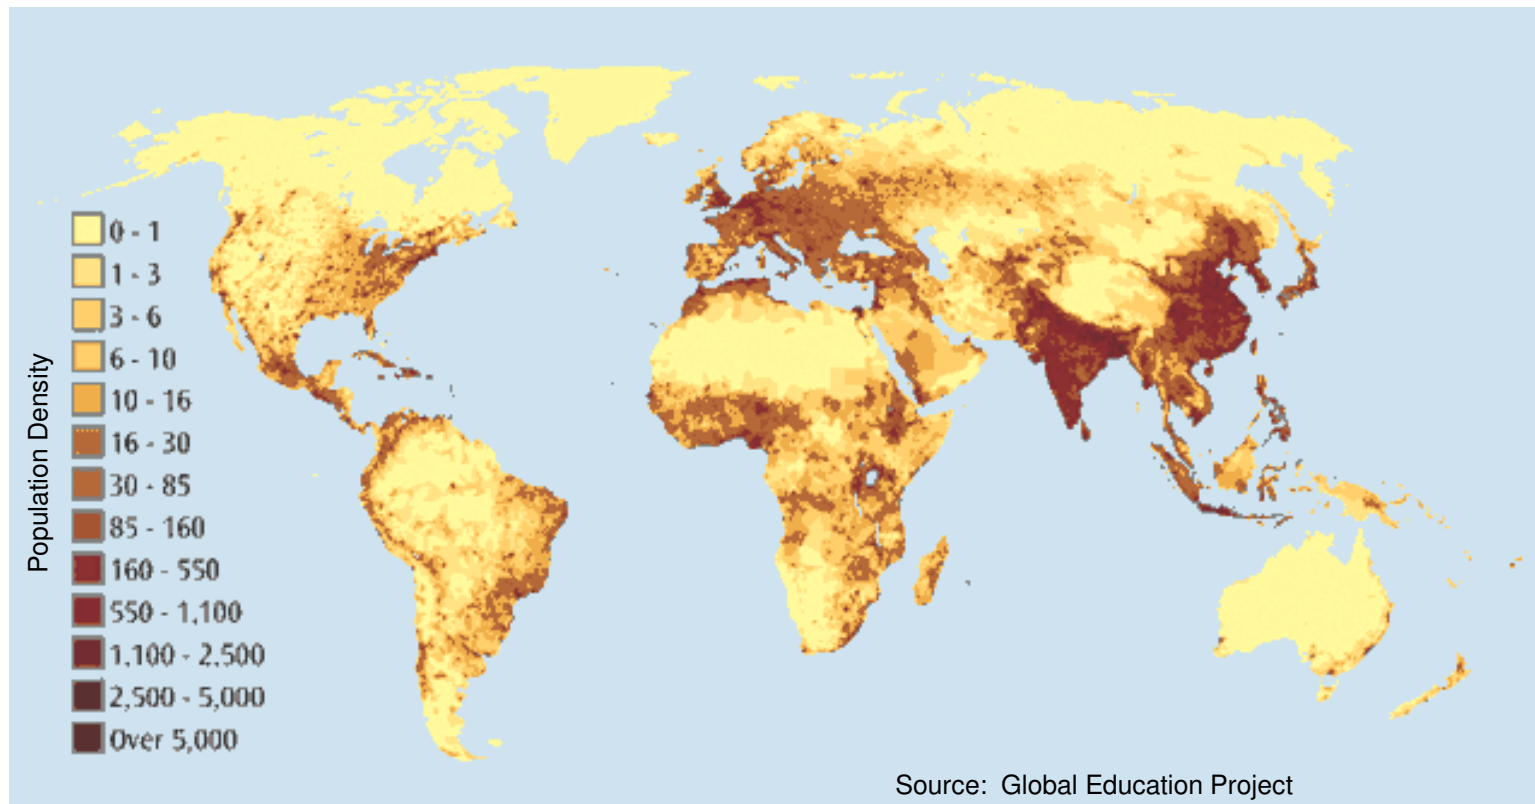 Population Density
0 - 1
1 - 3
3 - 6
6 - 10
10 - 16
16 - 30
30 - 85
85 - 160
160 - 550
550 - 1,100
1,100 - 2,500
2,500 - 5,000
Over 5,000
Source: Global Education Project